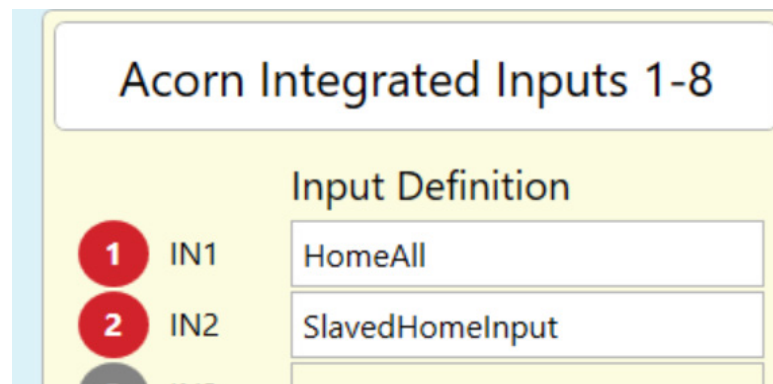 Acorn Integrated Inputs 1-8
Input Definition
1 IN1 HomeAll
2 IN2 SlavedHomeInput